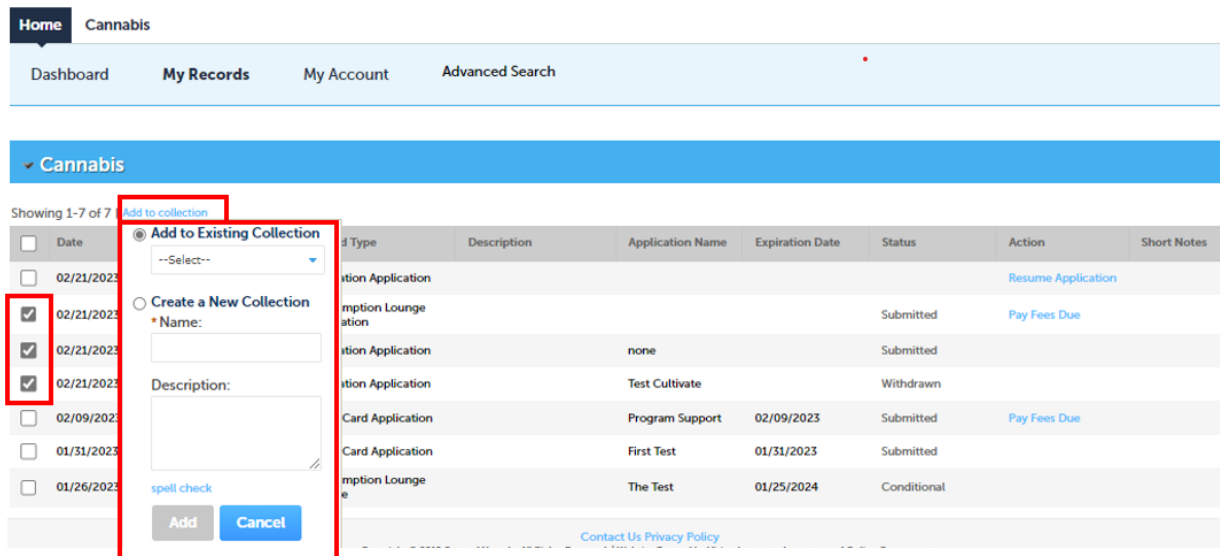 Home Cannabis
Dashboard My Records My Account Advanced Search
Cannabis
Showing 1-7 of 7 | Add to collection
Date d Type Description Application Name Expiration Date Status Action Short Notes
Add to Existing Collection
--Select--
Create a New Collection
*Name:
Description:
spell check
Add Cancel
02/21/2023 ation Application Resume Application
02/21/2023 mption Lounge
ation Submitted Pay Fees Due
02/21/2023 ation Application none Submitted
02/21/2023 ation Application Test Cultivate Withdrawn
02/09/2023 Card Application Program Support 02/09/2023 Submitted Pay Fees Due
01/31/2023 Card Application First Test 01/31/2023 Submitted
01/26/2023 mption Lounge
e The Test 01/25/2024 Conditional
Contact Us Privacy Policy